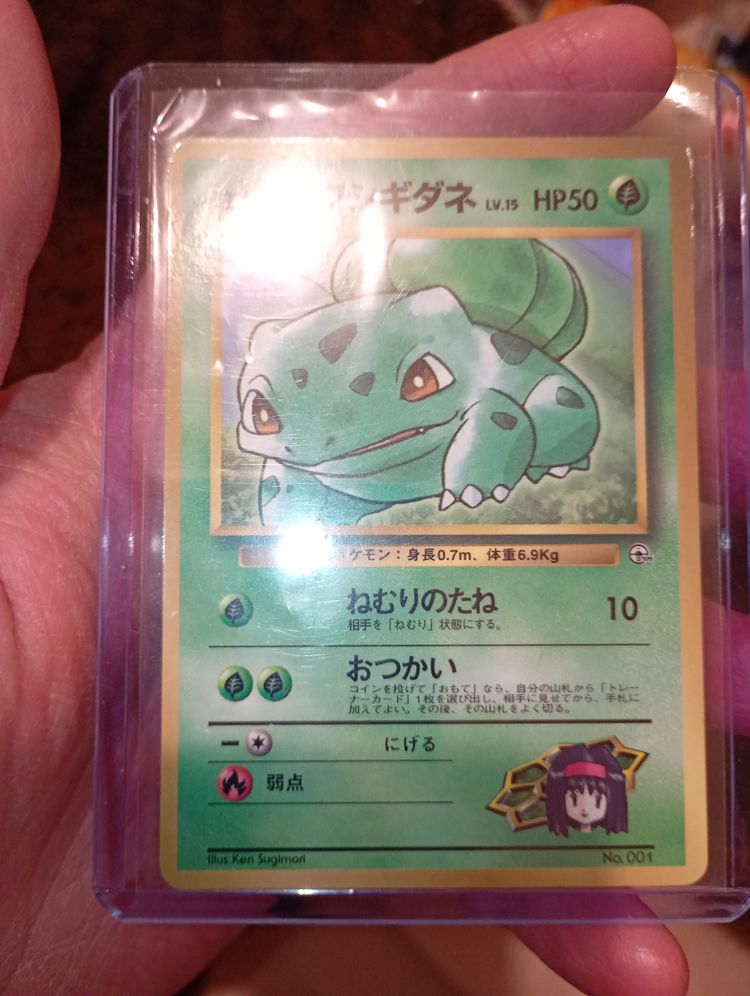 シギダネ LV.15 HP50
ポケモン：身長0.7m、体重6.9Kg
ねむりのたね 10
相手を「ねむり」状態にする。
おつかい
コインを投げて「おもて」なら、自分の山札から「トレー
ナーカード」1枚を選び出し、相手に見せてから、手札に
加えてよい。その後、その山札をよく切る。
にげる
弱点
Illus. Ken Sugimori No. 001